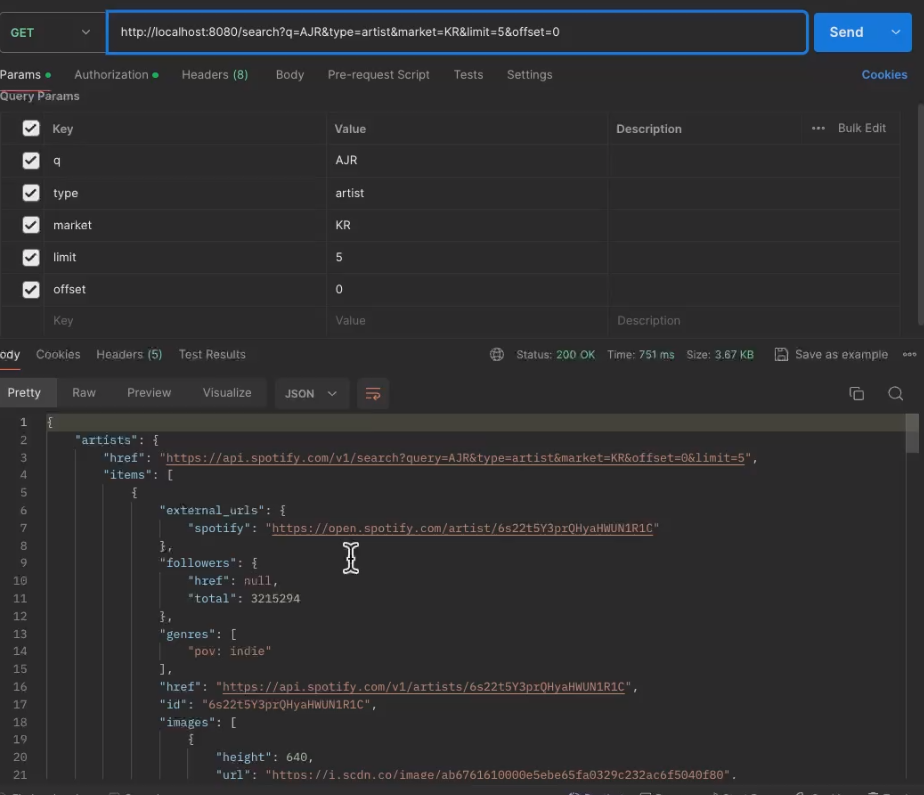 GET http://localhost:8080/search?q=AJR&type=artist&market=KR&limit=5&offset=0 Send
Params Authorization Headers (8) Body Pre-request Script Tests Settings Cookies
Query Params
Key Value Description ••• Bulk Edit
q AJR
type artist
market KR
limit 5
offset 0
Key Value Description
ody Cookies Headers (5) Test Results Status: 200 OK Time: 751 ms Size: 3.67 KB Save as example
Pretty Raw Preview Visualize JSON
1 {
2 "artists": {
3 "href": "https://api.spotify.com/v1/search?query=AJR&type=artist&market=KR&offset=0&limit=5",
4 "items": [
5 {
6 "external_urls": {
7 "spotify": "https://open.spotify.com/artist/6s22t5Y3prQHyaHWUN1R1C"
8 },
9 "followers": {
10 "href": null,
11 "total": 3215294
12 },
13 "genres": [
14 "pov: indie"
15 ],
16 "href": "https://api.spotify.com/v1/artists/6s22t5Y3prQHyaHWUN1R1C",
17 "id": "6s22t5Y3prQHyaHWUN1R1C",
18 "images": [
19 {
20 "height": 640,
21 "url": "https://i.scdn.co/image/ab6761610000e5ebe65fa0329c232ac6f5040f80",